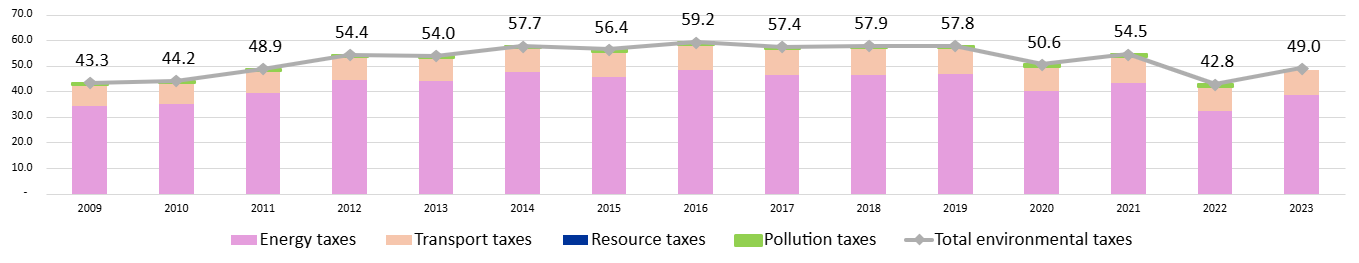 70.0
60.0
50.0
40.0
30.0
20.0
10.0
-
43.3 44.2 48.9 54.4 54.0 57.7 56.4 59.2 57.4 57.9 57.8 50.6 54.5 42.8 49.0
2009 2010 2011 2012 2013 2014 2015 2016 2017 2018 2019 2020 2021 2022 2023
Energy taxes Transport taxes Resource taxes Pollution taxes Total environmental taxes